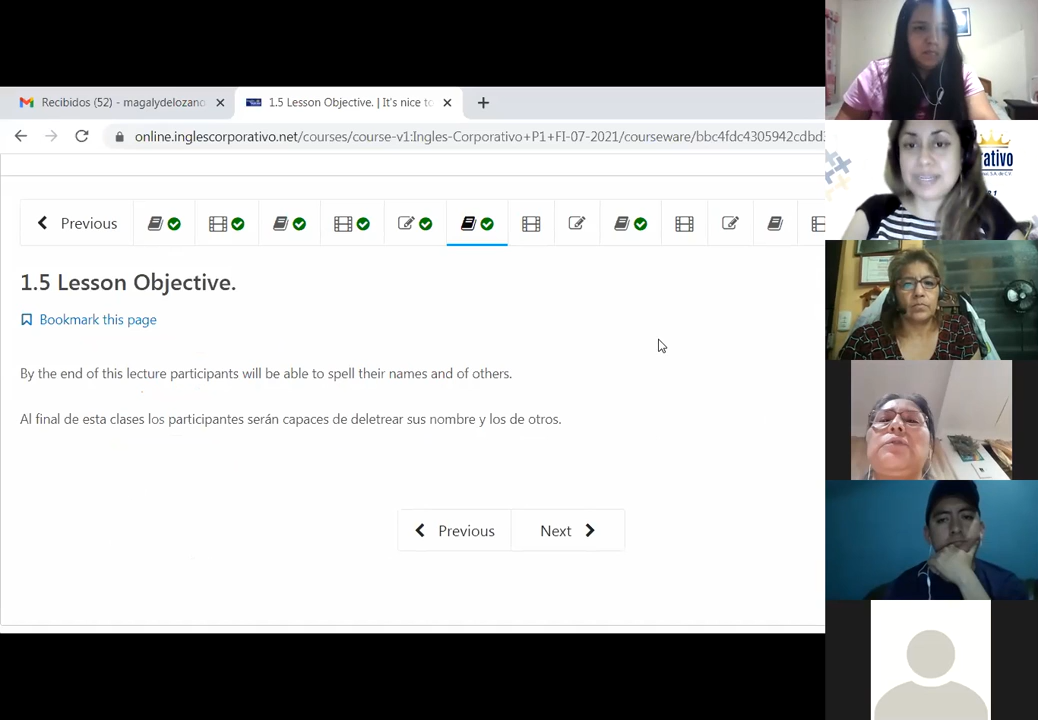 Recibidos (52) - magalydelozano
1.5 Lesson Objective. | It's nice to
online.inglescorporativo.net/courses/course-v1:Ingles-Corporativo+P1+FI-07-2021/courseware/bbc4fdc4305942cdbd
Previous
1.5 Lesson Objective.
Bookmark this page
By the end of this lecture participants will be able to spell their names and of others.
Al final de esta clases los participantes serán capaces de deletrear sus nombre y los de otros.
Previous
Next
rativo
S.A. de C.V.